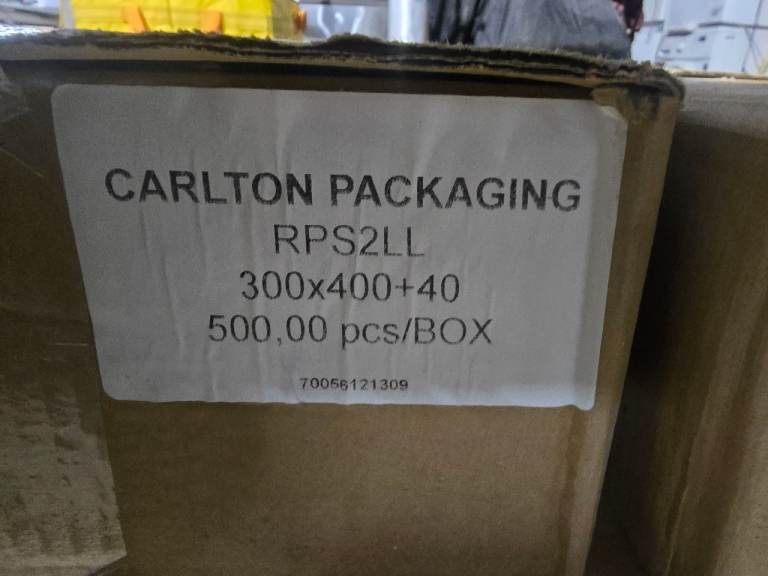 CARLTON PACKAGING
RPS2LL
300x400+40
500,00 pcs/BOX
70056121309